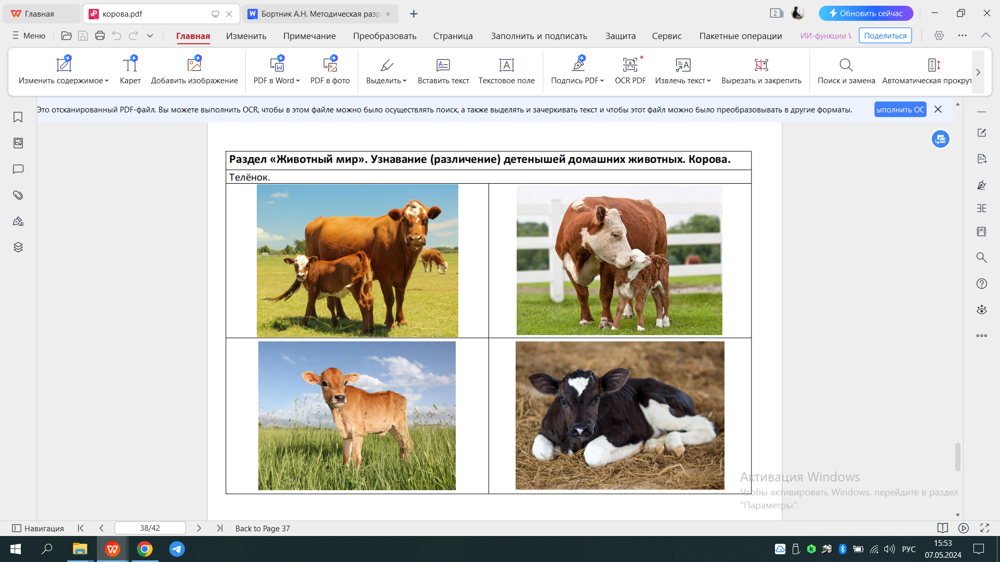 Главная
корова.pdf
Бортник А.Н. Методическая разр
2
Обновить сейчас
Меню
Главная
Изменить
Примечание
Преобразовать
Страница
Заполнить и подписать
Защита
Сервис
Пакетные операции
ИИ-функции
Поделиться
Изменить содержимое
Карет
Добавить изображение
PDF в Word
PDF в фото
Выделить
Вставить текст
Текстовое поле
Подпись PDF
OCR PDF
Извлечь текст
Вырезать и закрепить
Поиск и замена
Автоматическая прокрут
Это отсканированный PDF-файл. Вы можете выполнить OCR, чтобы в этом файле можно было осуществлять поиск, а также выделять и зачеркивать текст и чтобы этот файл можно было преобразовывать в другие форматы.
ыполнить OC
Раздел «Животный мир». Узнавание (различение) детенышей домашних животных. Корова.
Телёнок.
Активация Windows
Чтобы активировать Windows, перейдите в раздел
"Параметры".
Навигация
38/42
Back to Page 37
РУС
15:53
07.05.2024